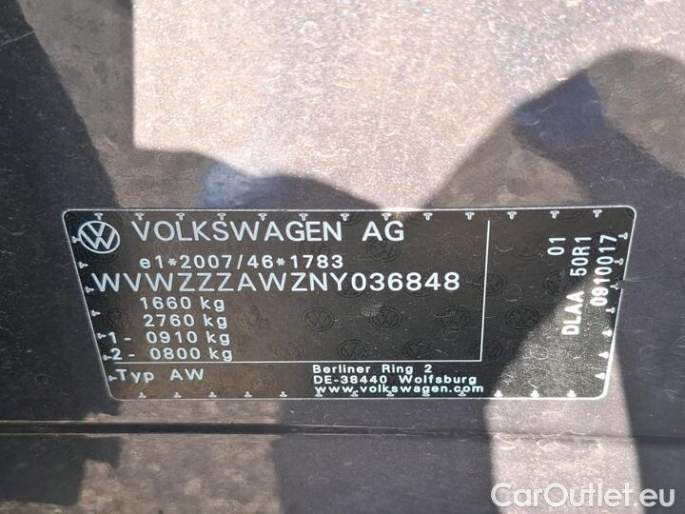 VOLKSWAGEN AG
e1*2007/46*1783
WVWZZZAWZNY036848
1660 kg
2760 kg
1- 0910 kg
2- 0800 kg
Typ AW
Berliner Ring 2
DE-38440 Wolfsburg
www.volkswagen.com
01
DLAA 50R1
0910017
CarOutlet.eu